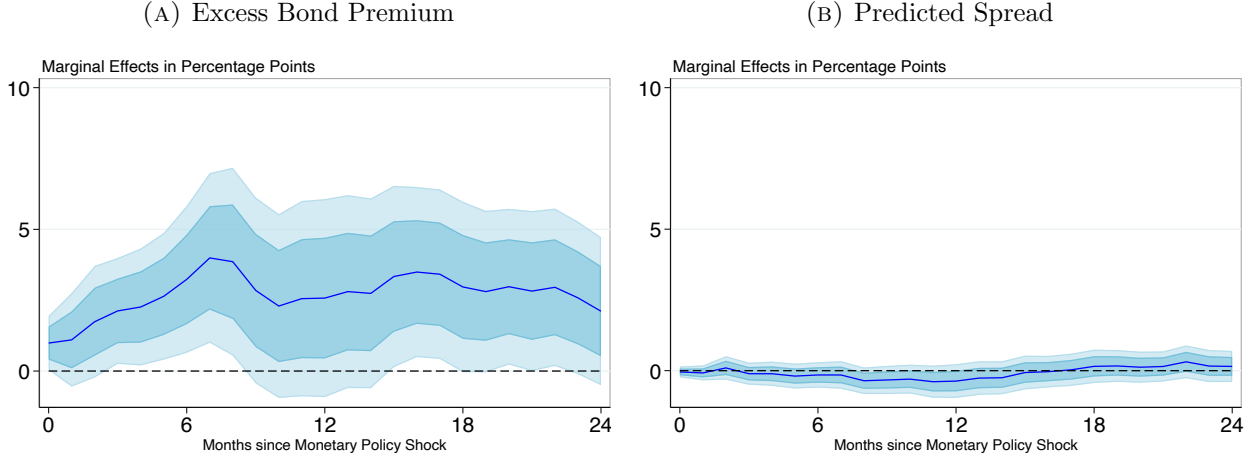 (A) Excess Bond Premium
Marginal Effects in Percentage Points
10
5
0
0 6 12 18 24
Months since Monetary Policy Shock
(B) Predicted Spread
Marginal Effects in Percentage Points
10
5
0
0 6 12 18 24
Months since Monetary Policy Shock